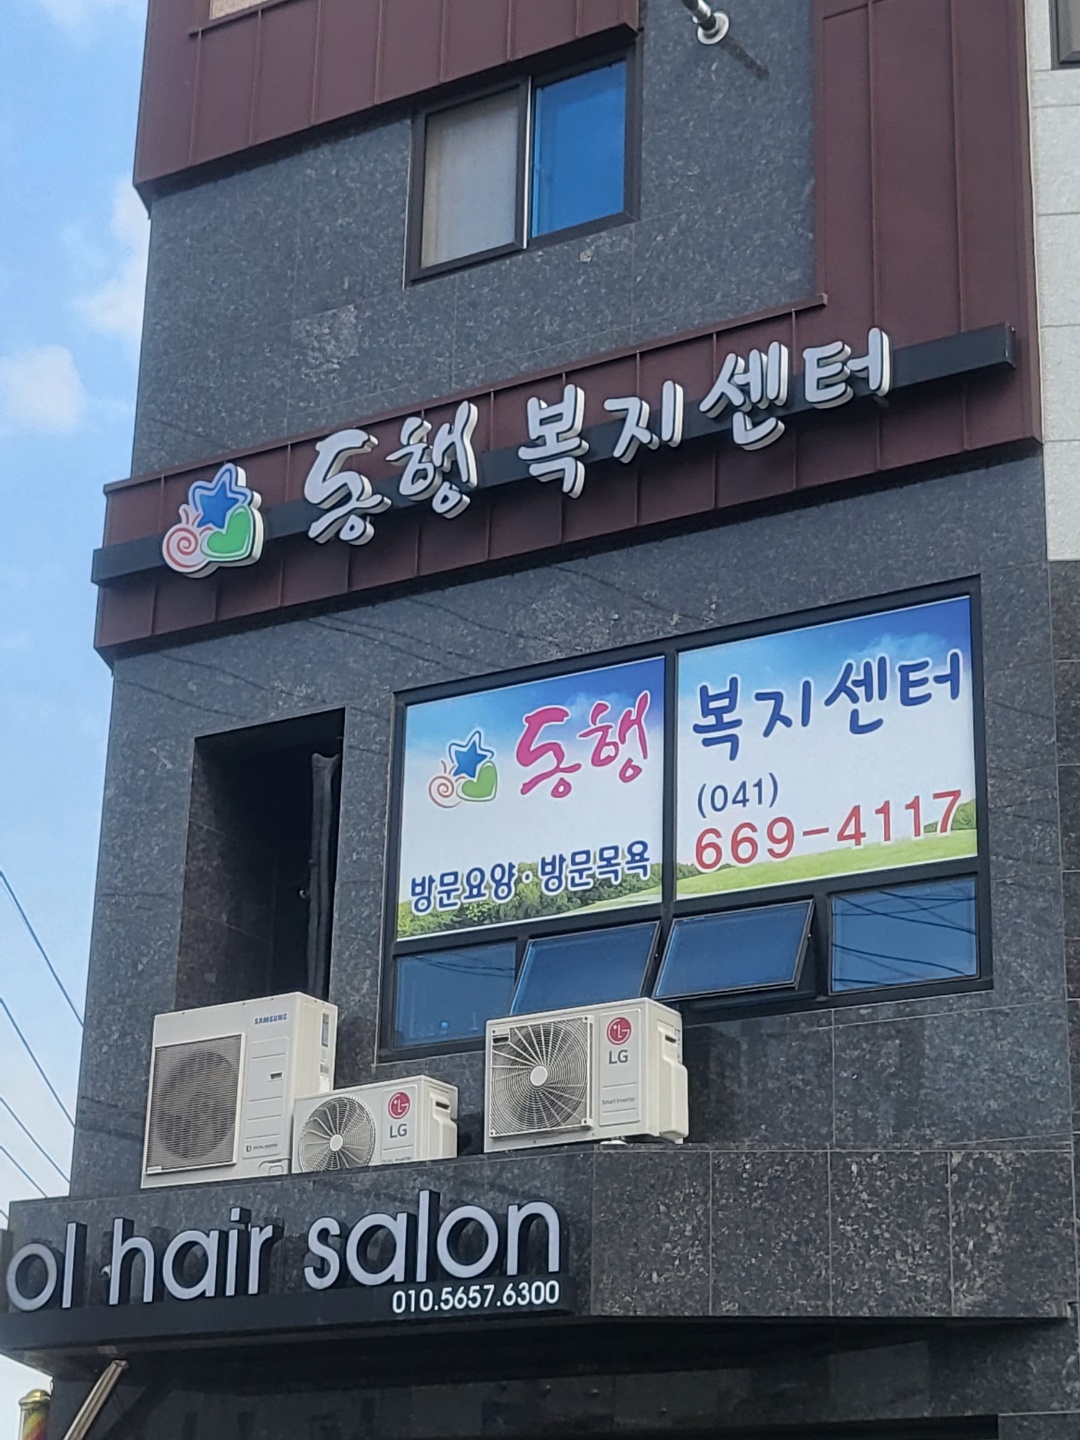 동행 복지센터
동행 복지센터
(041)
669-4117
방문요양·방문목욕
SAMSUNG
LG
LG
ol hair salon
010.5657.6300